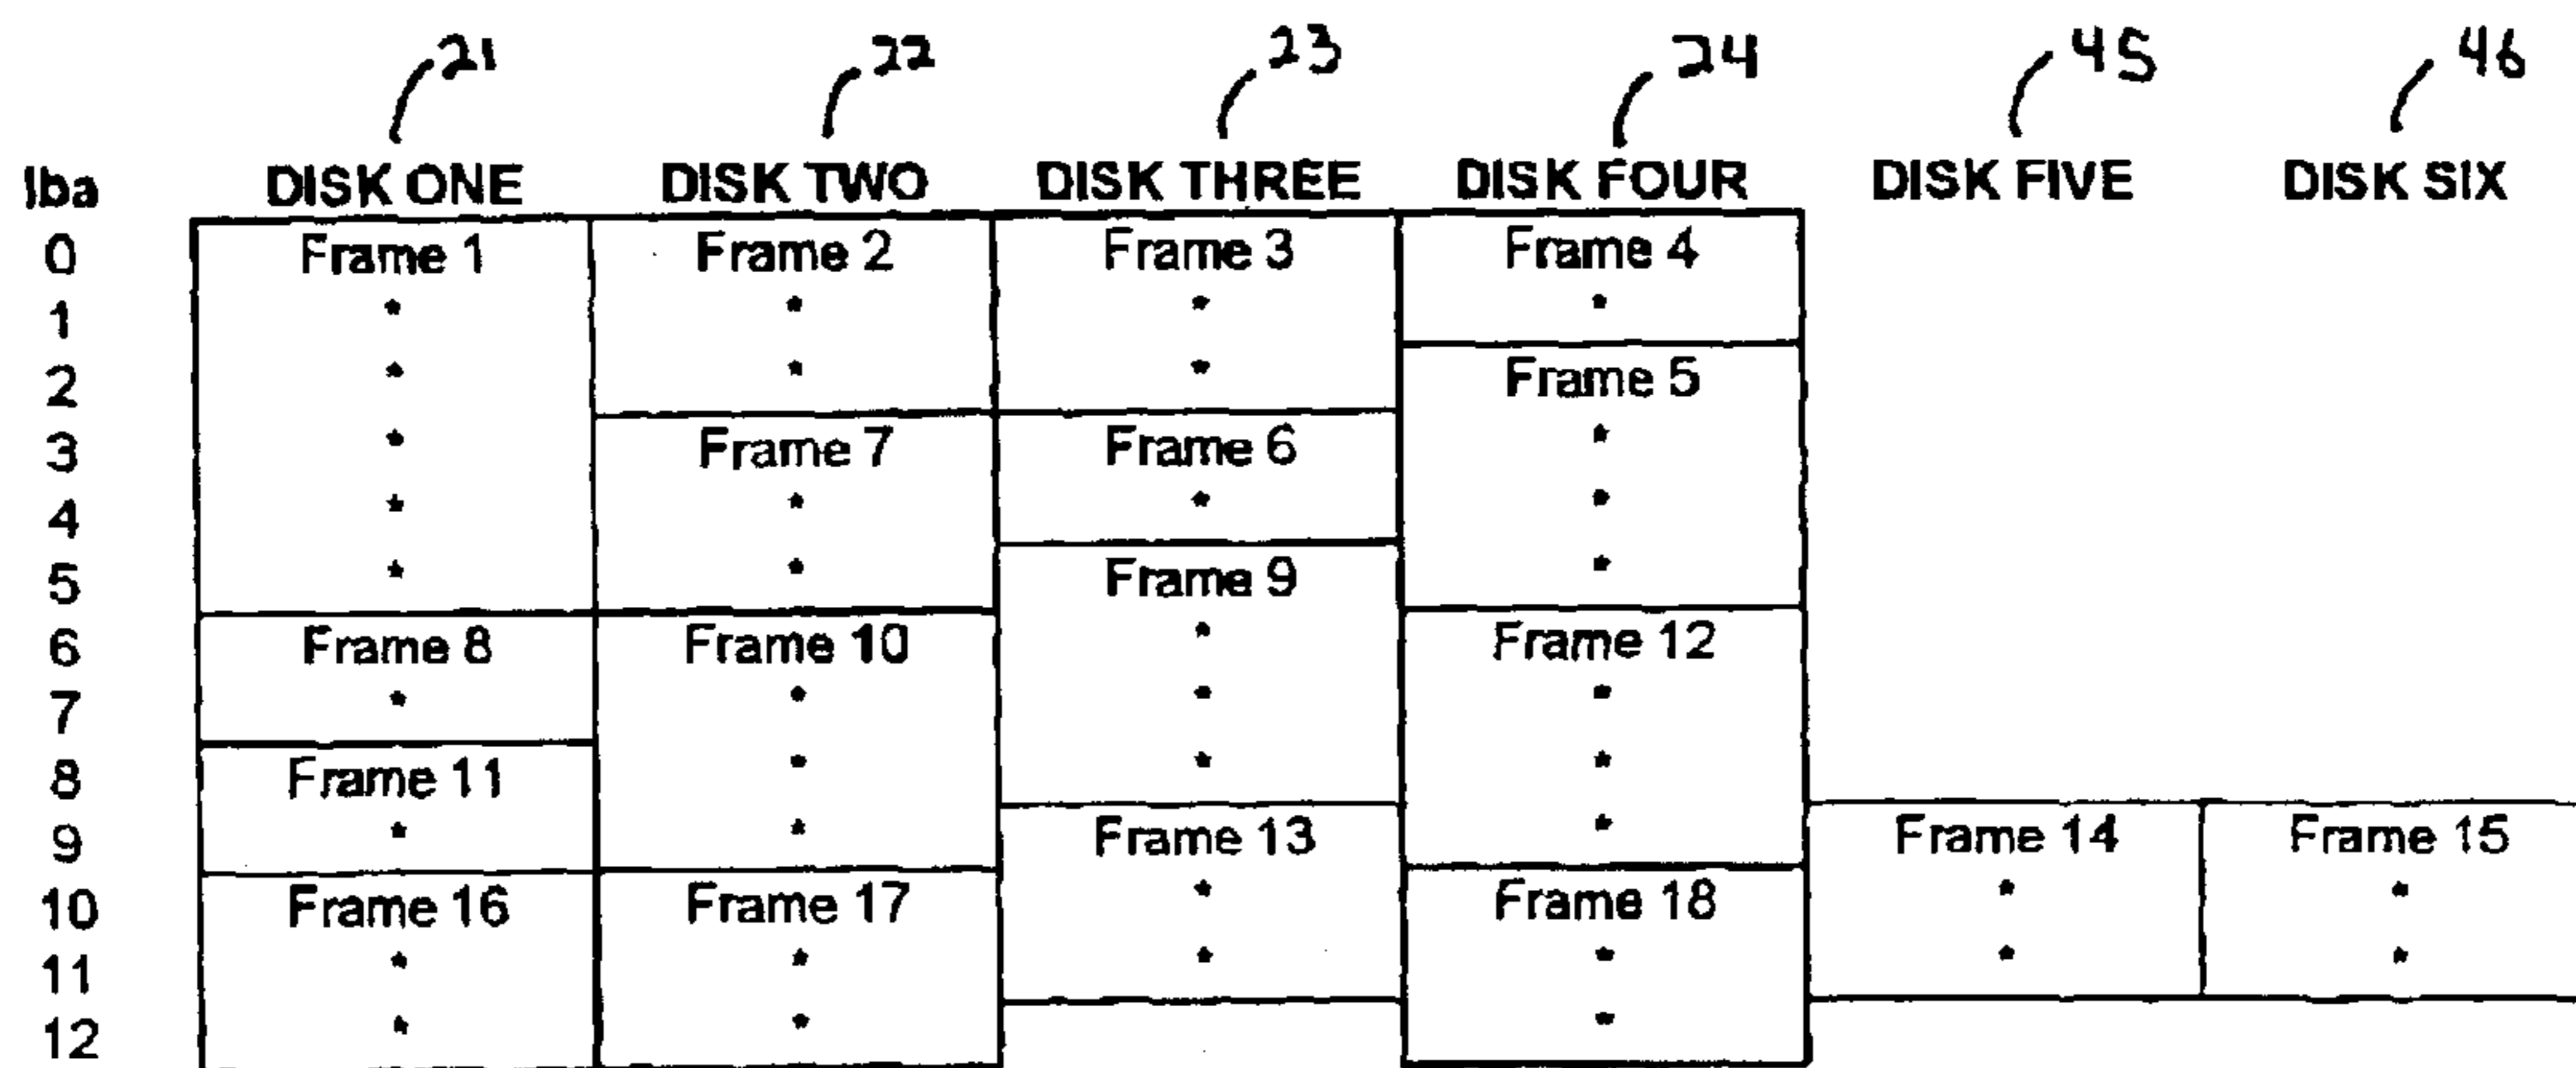 21 22 23 24 45 46
lba DISK ONE DISK TWO DISK THREE DISK FOUR DISK FIVE DISK SIX
0 Frame 1 Frame 2 Frame 3 Frame 4
1 * * * *
2 * * * Frame 5
3 * Frame 7 Frame 6 *
4 * * * *
5 * * Frame 9 *
6 Frame 8 Frame 10 * Frame 12
7 * * * *
8 Frame 11 * * *
9 * * Frame 13 * Frame 14 Frame 15
10 Frame 16 Frame 17 * Frame 18 * *
11 * * * * * *
12 * * *